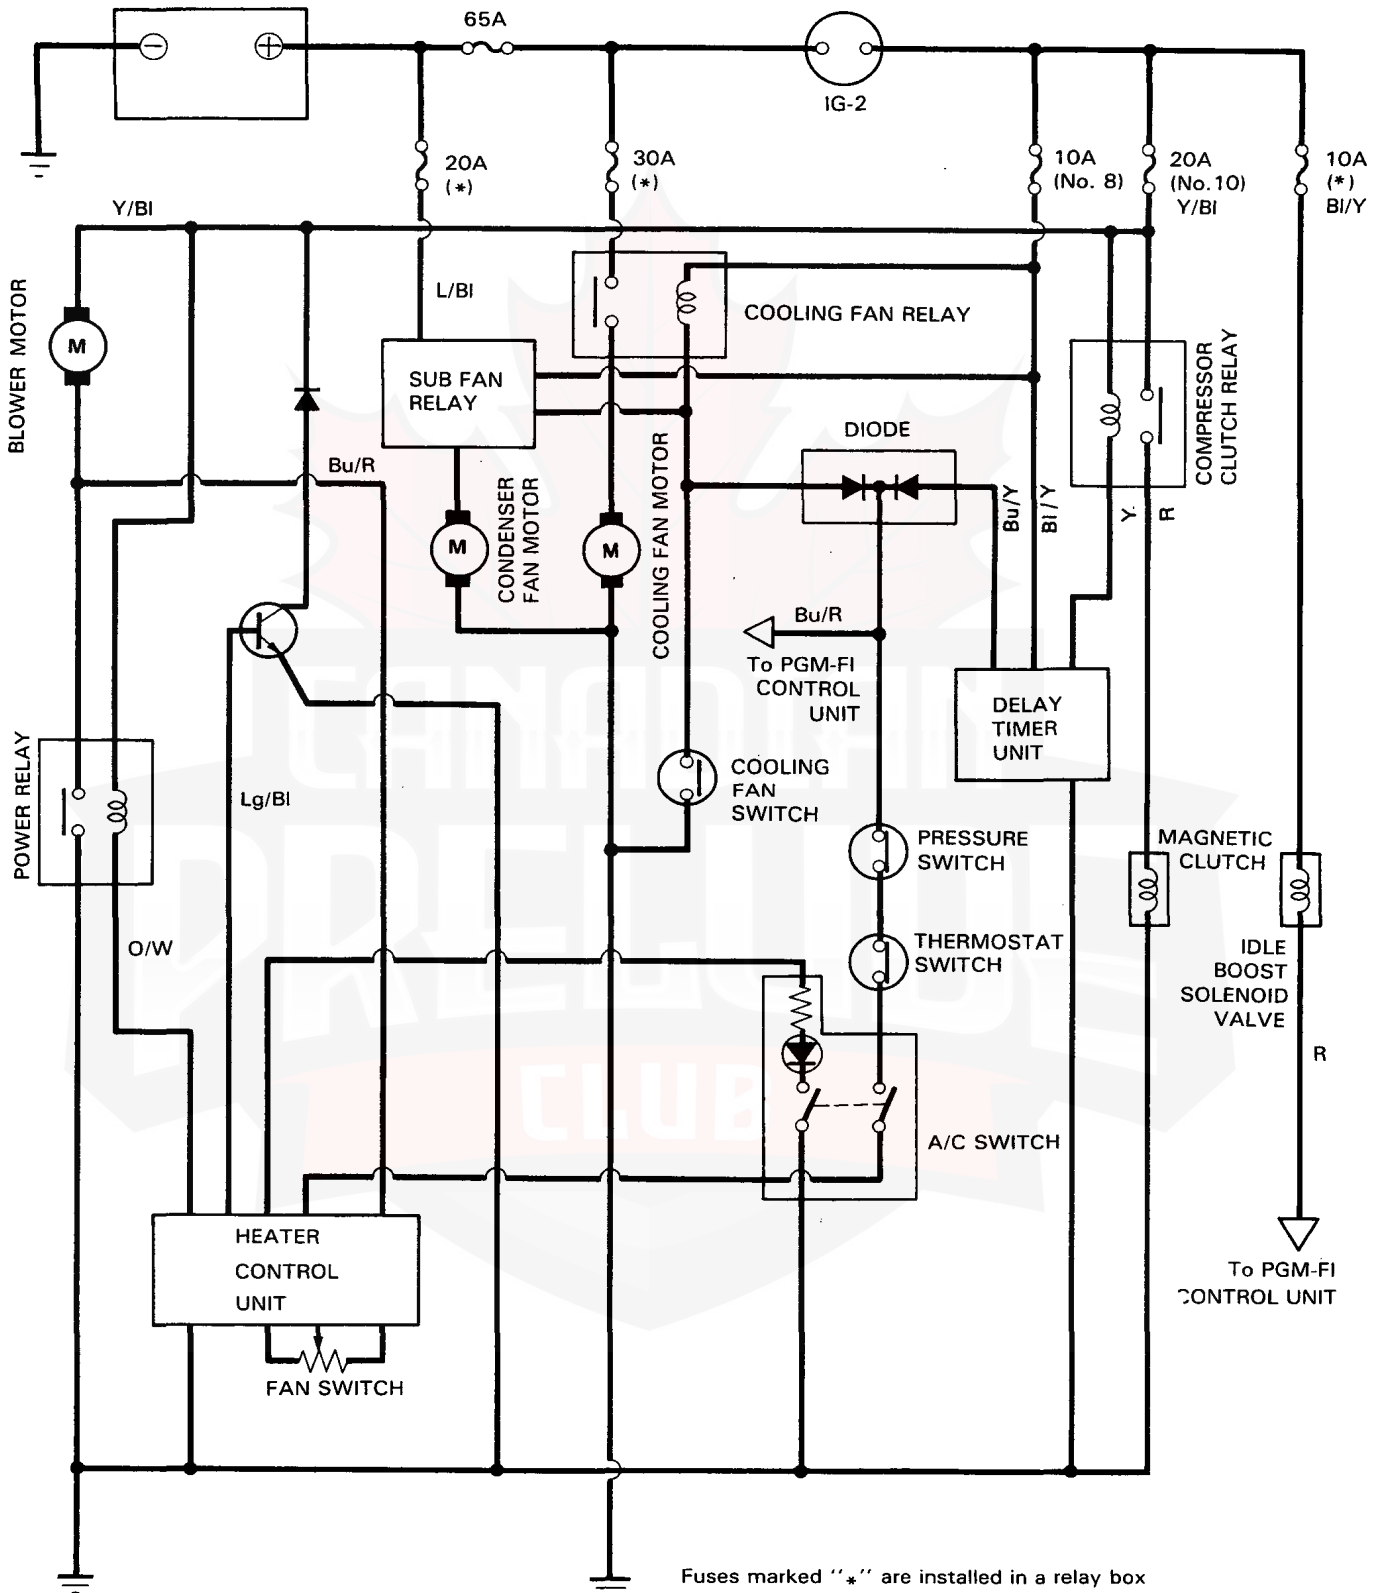 65A
IG-2
20A
(*)
30A
(*)
10A
(No. 8)
20A
(No.10)
Y/Bl
10A
(*)
Bl/Y
Y/Bl
L/Bl
BLOWER MOTOR
M
COOLING FAN RELAY
SUB FAN
RELAY
COMPRESSOR
CLUTCH RELAY
DIODE
Bu/R
CONDENSER
FAN MOTOR
M
M
COOLING FAN MOTOR
Bu/Y
Bl/Y
Y
R
Bu/R
To PGM-FI
CONTROL
UNIT
DELAY
TIMER
UNIT
POWER RELAY
Lg/Bl
COOLING
FAN
SWITCH
PRESSURE
SWITCH
MAGNETIC
CLUTCH
O/W
THERMOSTAT
SWITCH
IDLE
BOOST
SOLENOID
VALVE
R
A/C SWITCH
HEATER
CONTROL
UNIT
FAN SWITCH
To PGM-FI
CONTROL UNIT
Fuses marked ''*'' are installed in a relay box
CANADIAN
PRELUDE
CLUB